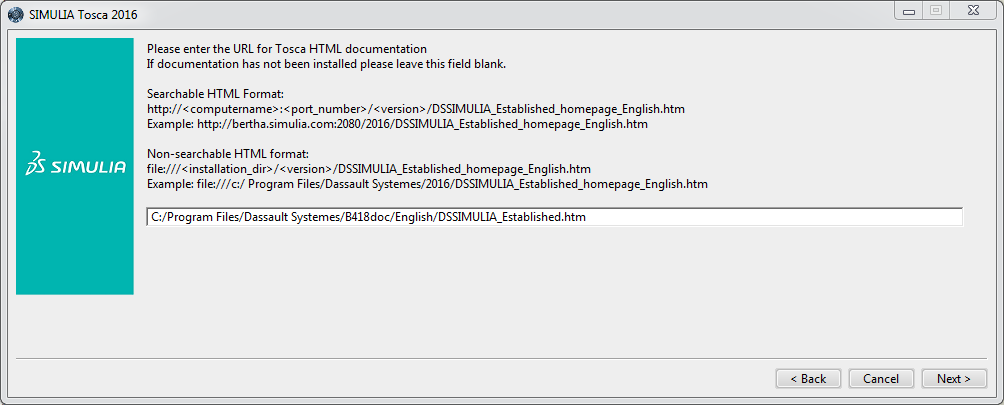 SIMULIA Tosca 2016
Please enter the URL for Tosca HTML documentation
If documentation has not been installed please leave this field blank.
Searchable HTML Format:
http://<computername>:<port_number>/<version>/DSSIMULIA_Established_homepage_English.htm
Example: http://bertha.simulia.com:2080/2016/DSSIMULIA_Established_homepage_English.htm
Non-searchable HTML format:
file:///<installation_dir>/<version>/DSSIMULIA_Established_homepage_English.htm
Example: file:///c:/ Program Files/Dassault Systemes/2016/DSSIMULIA_Established_homepage_English.htm
SIMULIA
C:/Program Files/Dassault Systemes/B418doc/English/DSSIMULIA_Established.htm
< Back
Cancel
Next >